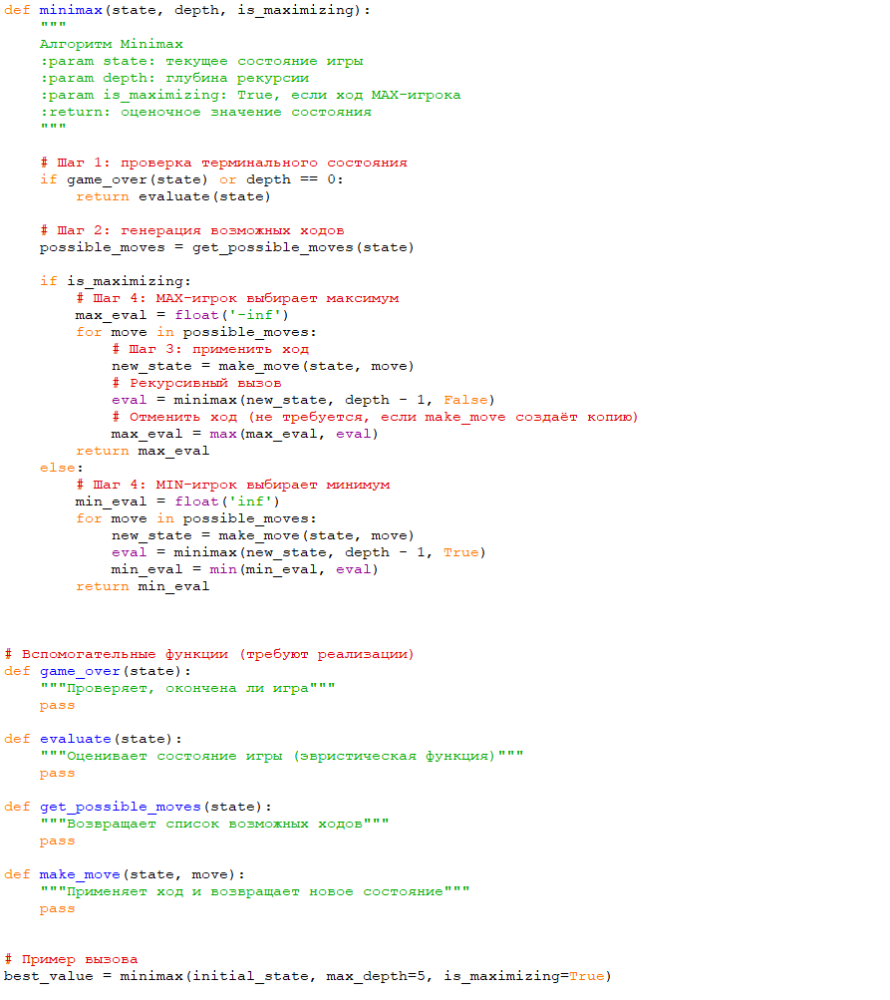 def minimax(state, depth, is_maximizing):
    """
    Алгоритм Minimax
    :param state: текущее состояние игры
    :param depth: глубина рекурсии
    :param is_maximizing: True, если ход MAX-игрока
    :return: оценочное значение состояния
    """

    # Шаг 1: проверка терминального состояния
    if game_over(state) or depth == 0:
        return evaluate(state)

    # Шаг 2: генерация возможных ходов
    possible_moves = get_possible_moves(state)

    if is_maximizing:
        # Шаг 4: MAX-игрок выбирает максимум
        max_eval = float('-inf')
        for move in possible_moves:
            # Шаг 3: применить ход
            new_state = make_move(state, move)
            # Рекурсивный вызов
            eval = minimax(new_state, depth - 1, False)
            # Отменить ход (не требуется, если make_move создаёт копию)
            max_eval = max(max_eval, eval)
        return max_eval
    else:
        # Шаг 4: MIN-игрок выбирает минимум
        min_eval = float('inf')
        for move in possible_moves:
            new_state = make_move(state, move)
            eval = minimax(new_state, depth - 1, True)
            min_eval = min(min_eval, eval)
        return min_eval


# Вспомогательные функции (требуют реализации)
def game_over(state):
    """Проверяет, окончена ли игра"""
    pass

def evaluate(state):
    """Оценивает состояние игры (эвристическая функция)"""
    pass

def get_possible_moves(state):
    """Возвращает список возможных ходов"""
    pass

def make_move(state, move):
    """Применяет ход и возвращает новое состояние"""
    pass


# Пример вызова
best_value = minimax(initial_state, max_depth=5, is_maximizing=True)